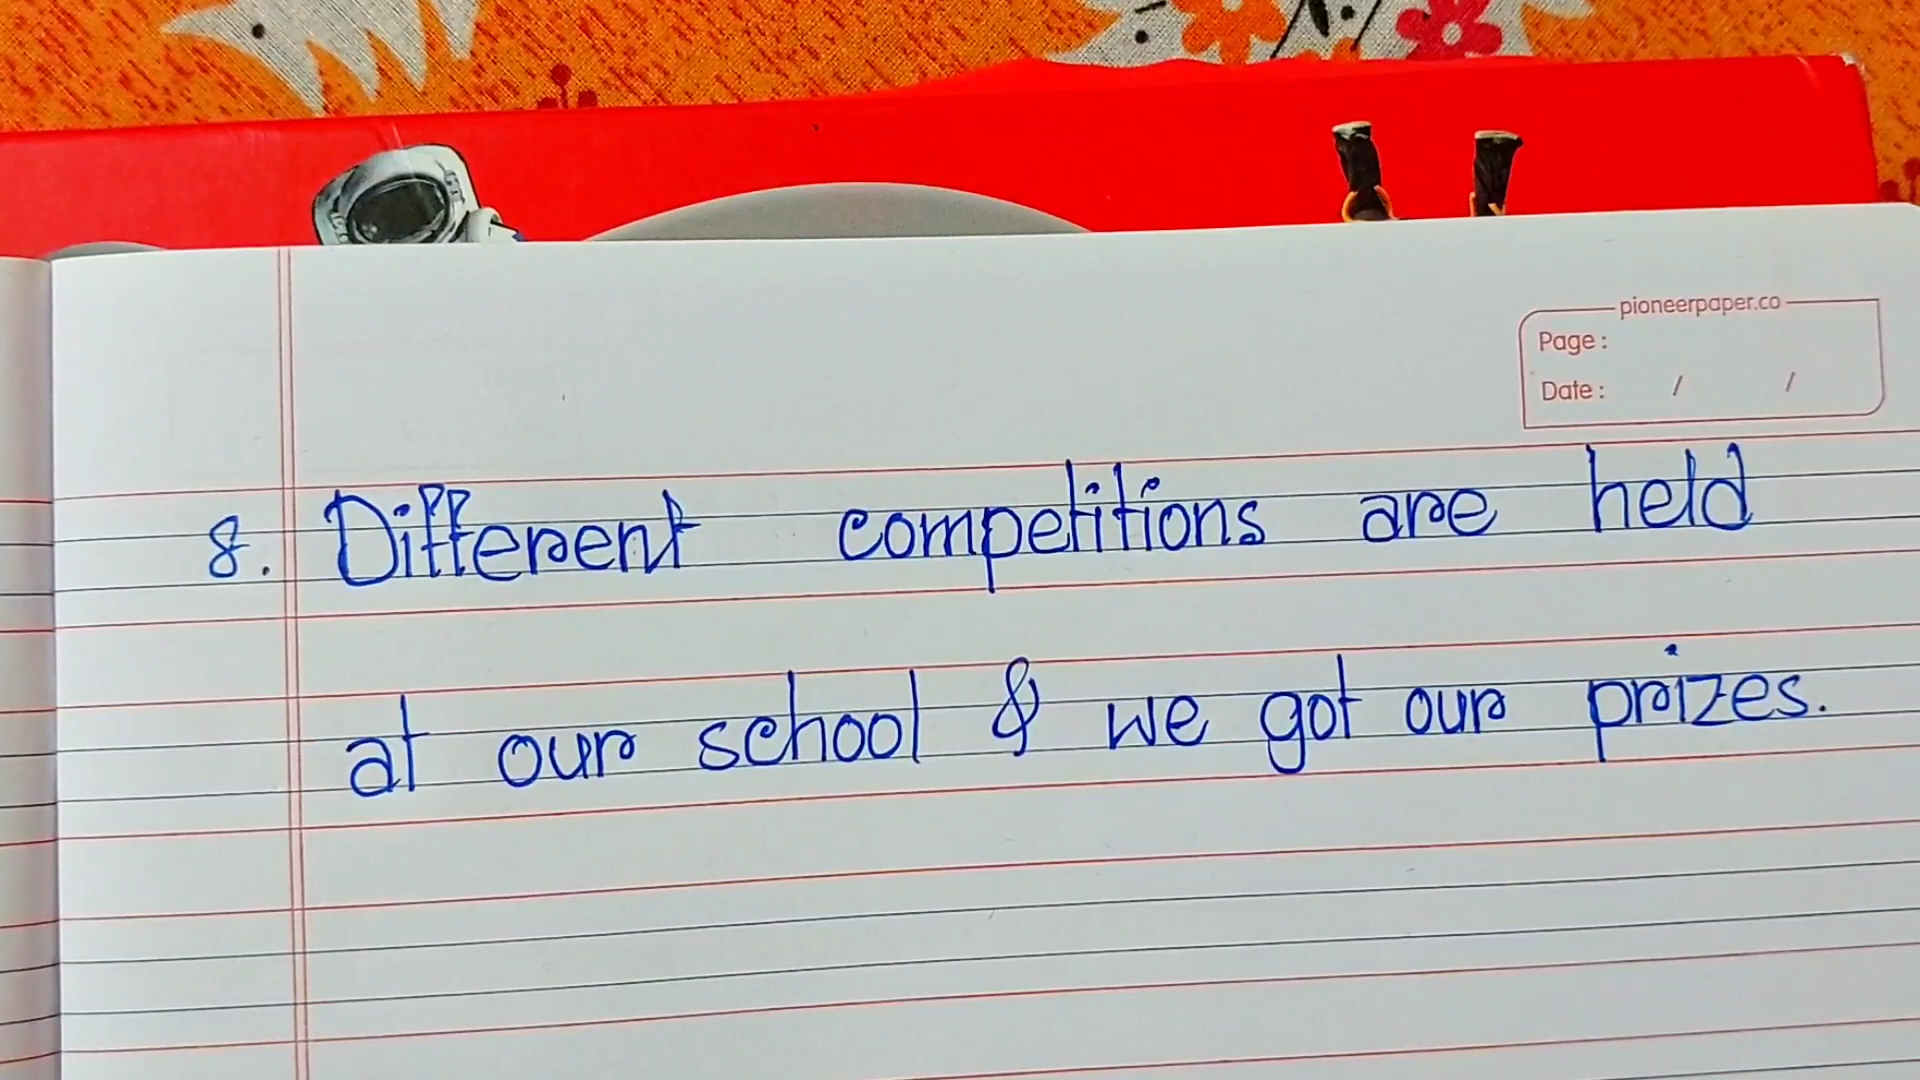 pioneerpaper.co
Page :
Date : / /
8. Different competitions are held
at our school & we got our prizes.